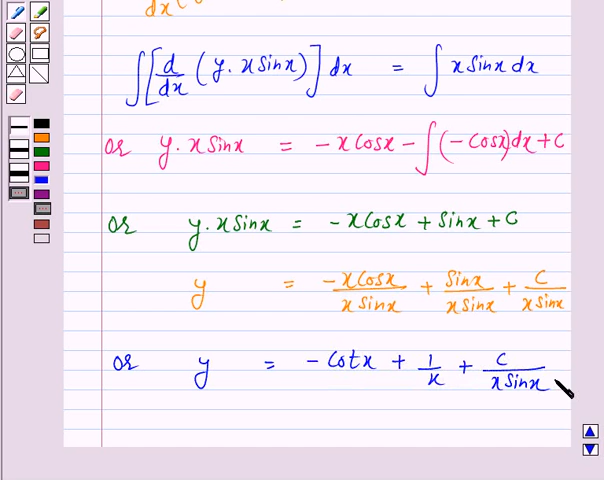 dx (y
∫[d/dx (y. x sinx)] dx = ∫ x sinx dx
or y. x sinx = - x cosx - ∫(- cosx)dx + C
or y. x sinx = - x cosx + sinx + C
y = -x cosx/x sinx + sinx/x sinx + C/x sinx
or y = - cotx + 1/x + C/x sinx